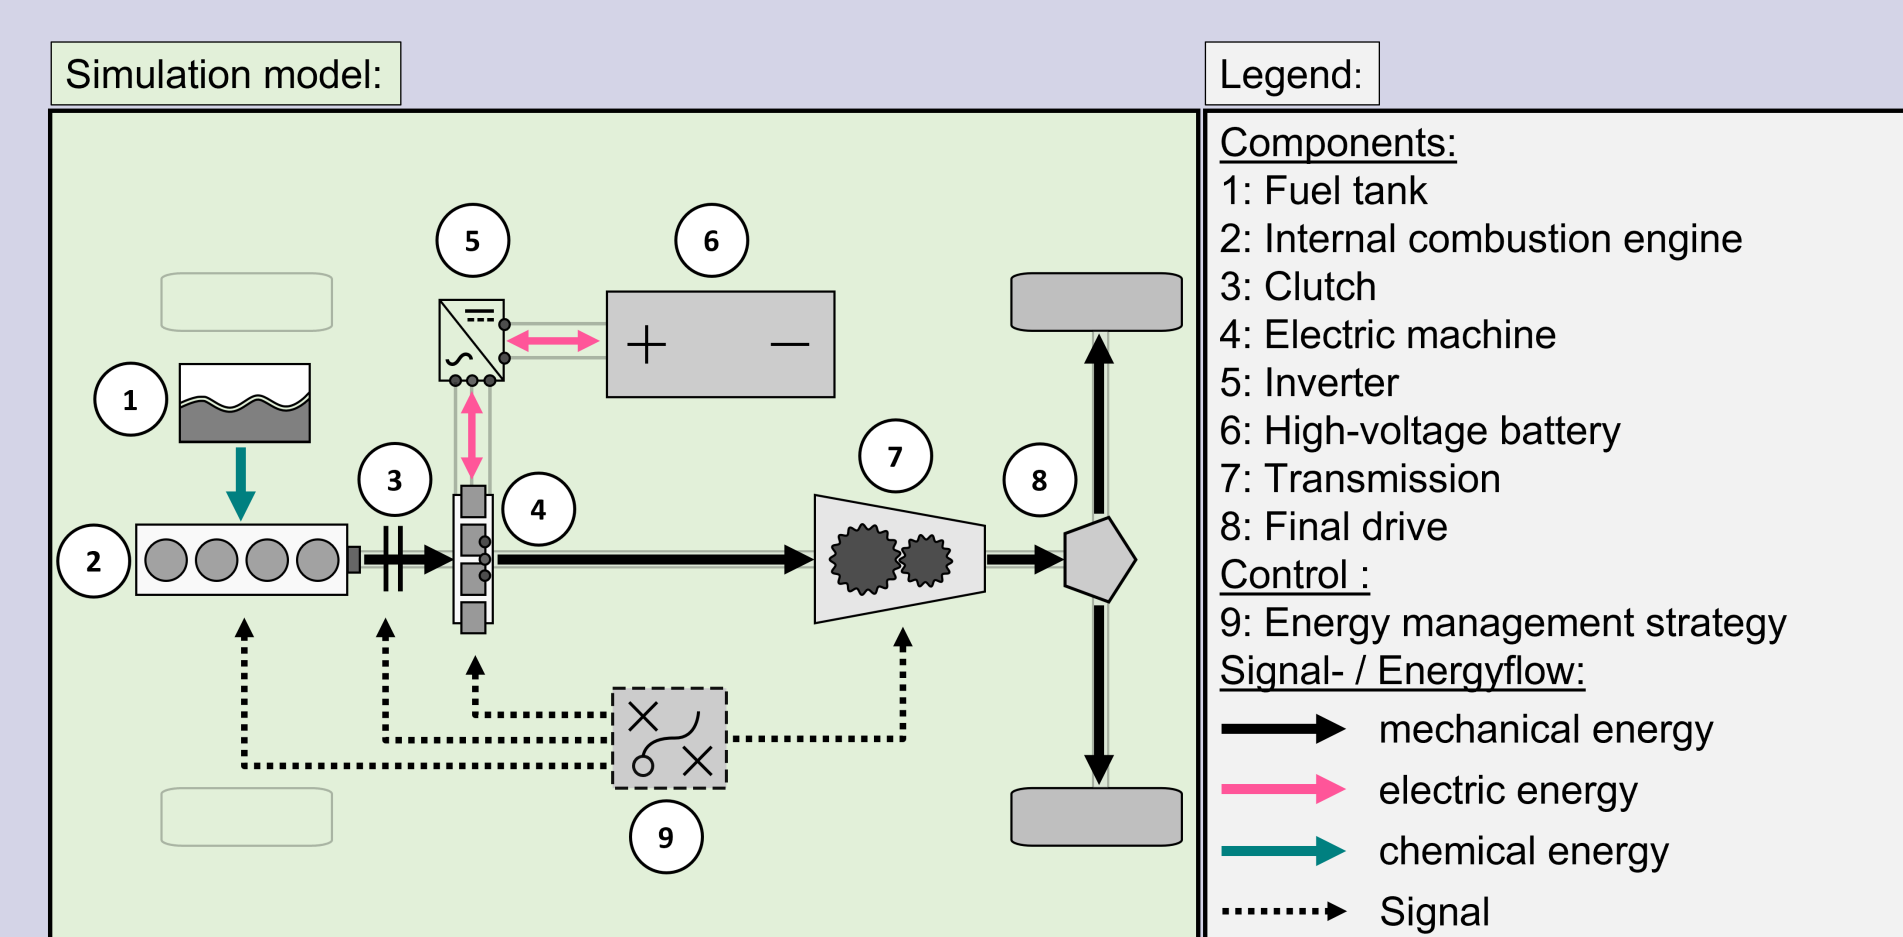 Simulation model:
Legend:
Components:
1: Fuel tank
2: Internal combustion engine
3: Clutch
4: Electric machine
5: Inverter
6: High-voltage battery
7: Transmission
8: Final drive
Control :
9: Energy management strategy
Signal- / Energyflow:
mechanical energy
electric energy
chemical energy
Signal
5
6
1
3
7
8
4
2
9